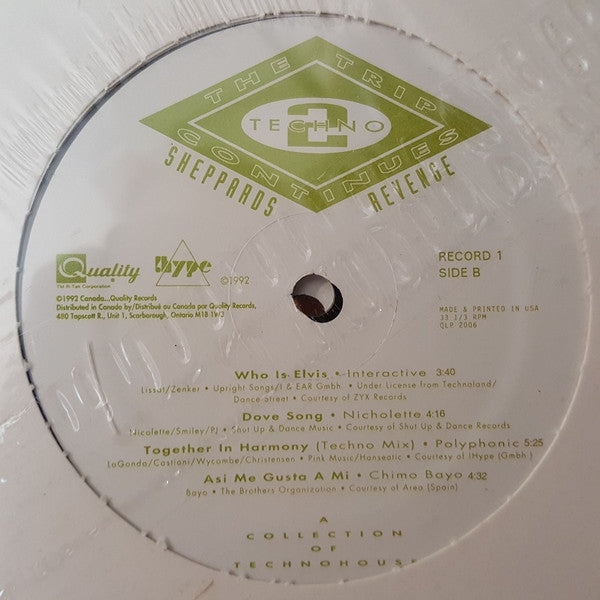 THE TRIP
2
TECHNO
CONTINUES
SHEPPARDS REVENGE
Quality
TM Ri-Tan Corporation
hype
©1992
RECORD 1
SIDE B
©1992 Canada...Quality Records
Distributed in Canada by/Distribué au Canada par Quality Records,
480 Tapscott R., Unit 1, Scarborough, Ontario M1B 1W3
MADE & PRINTED IN USA
33 1/3 RPM
QLP 2006
Who Is Elvis • Interactive 3:40
Lissat/Zenker • Upright Songs/I & EAR Gmbh. • Under License from Technoland/
Dance street • Courtesy of ZYX Records
Dove Song • Nicholette 4:16
Nicolette/Smiley/PJ • Shut Up & Dance Music • Courtesy of Shut Up & Dance Records
Together In Harmony (Techno Mix) • Polyphonic 5:25
LaGonda/Castioni/Wycombe/Christensen • Pink Music/Hanseatic • Courtesy of !Hype (Gmbh)
Asi Me Gusta A Mi • Chimo Bayo 4:32
Bayo • The Brothers Organization • Courtesy of Area (Spain)
A
COLLECTION
OF
TECHNOHOUSE